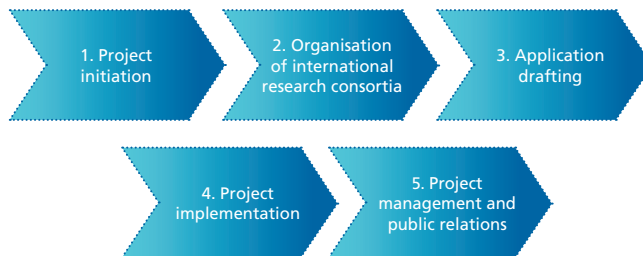 1. Project
initiation
2. Organisation
of international
research consortia
3. Application
drafting
4. Project
implementation
5. Project
management and
public relations